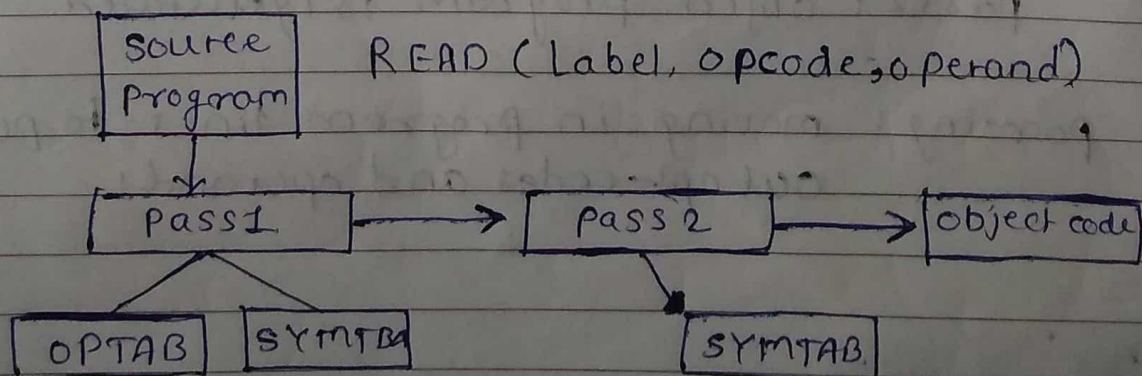 source
program
READ (Label, opcode, operand)
pass1
pass 2
object code
OPTAB
SYMTBA
SYMTAB